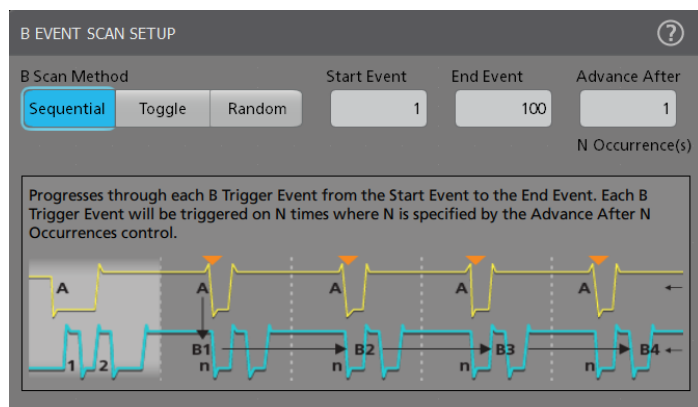 B EVENT SCAN SETUP ?
B Scan Method Start Event End Event Advance After
Sequential Toggle Random 1 100 1
N Occurrence(s)
Progresses through each B Trigger Event from the Start Event to the End Event. Each B
Trigger Event will be triggered on N times where N is specified by the Advance After N
Occurrences control.
A A A A A
1 2 B1 B2 B3 B4
n n n n